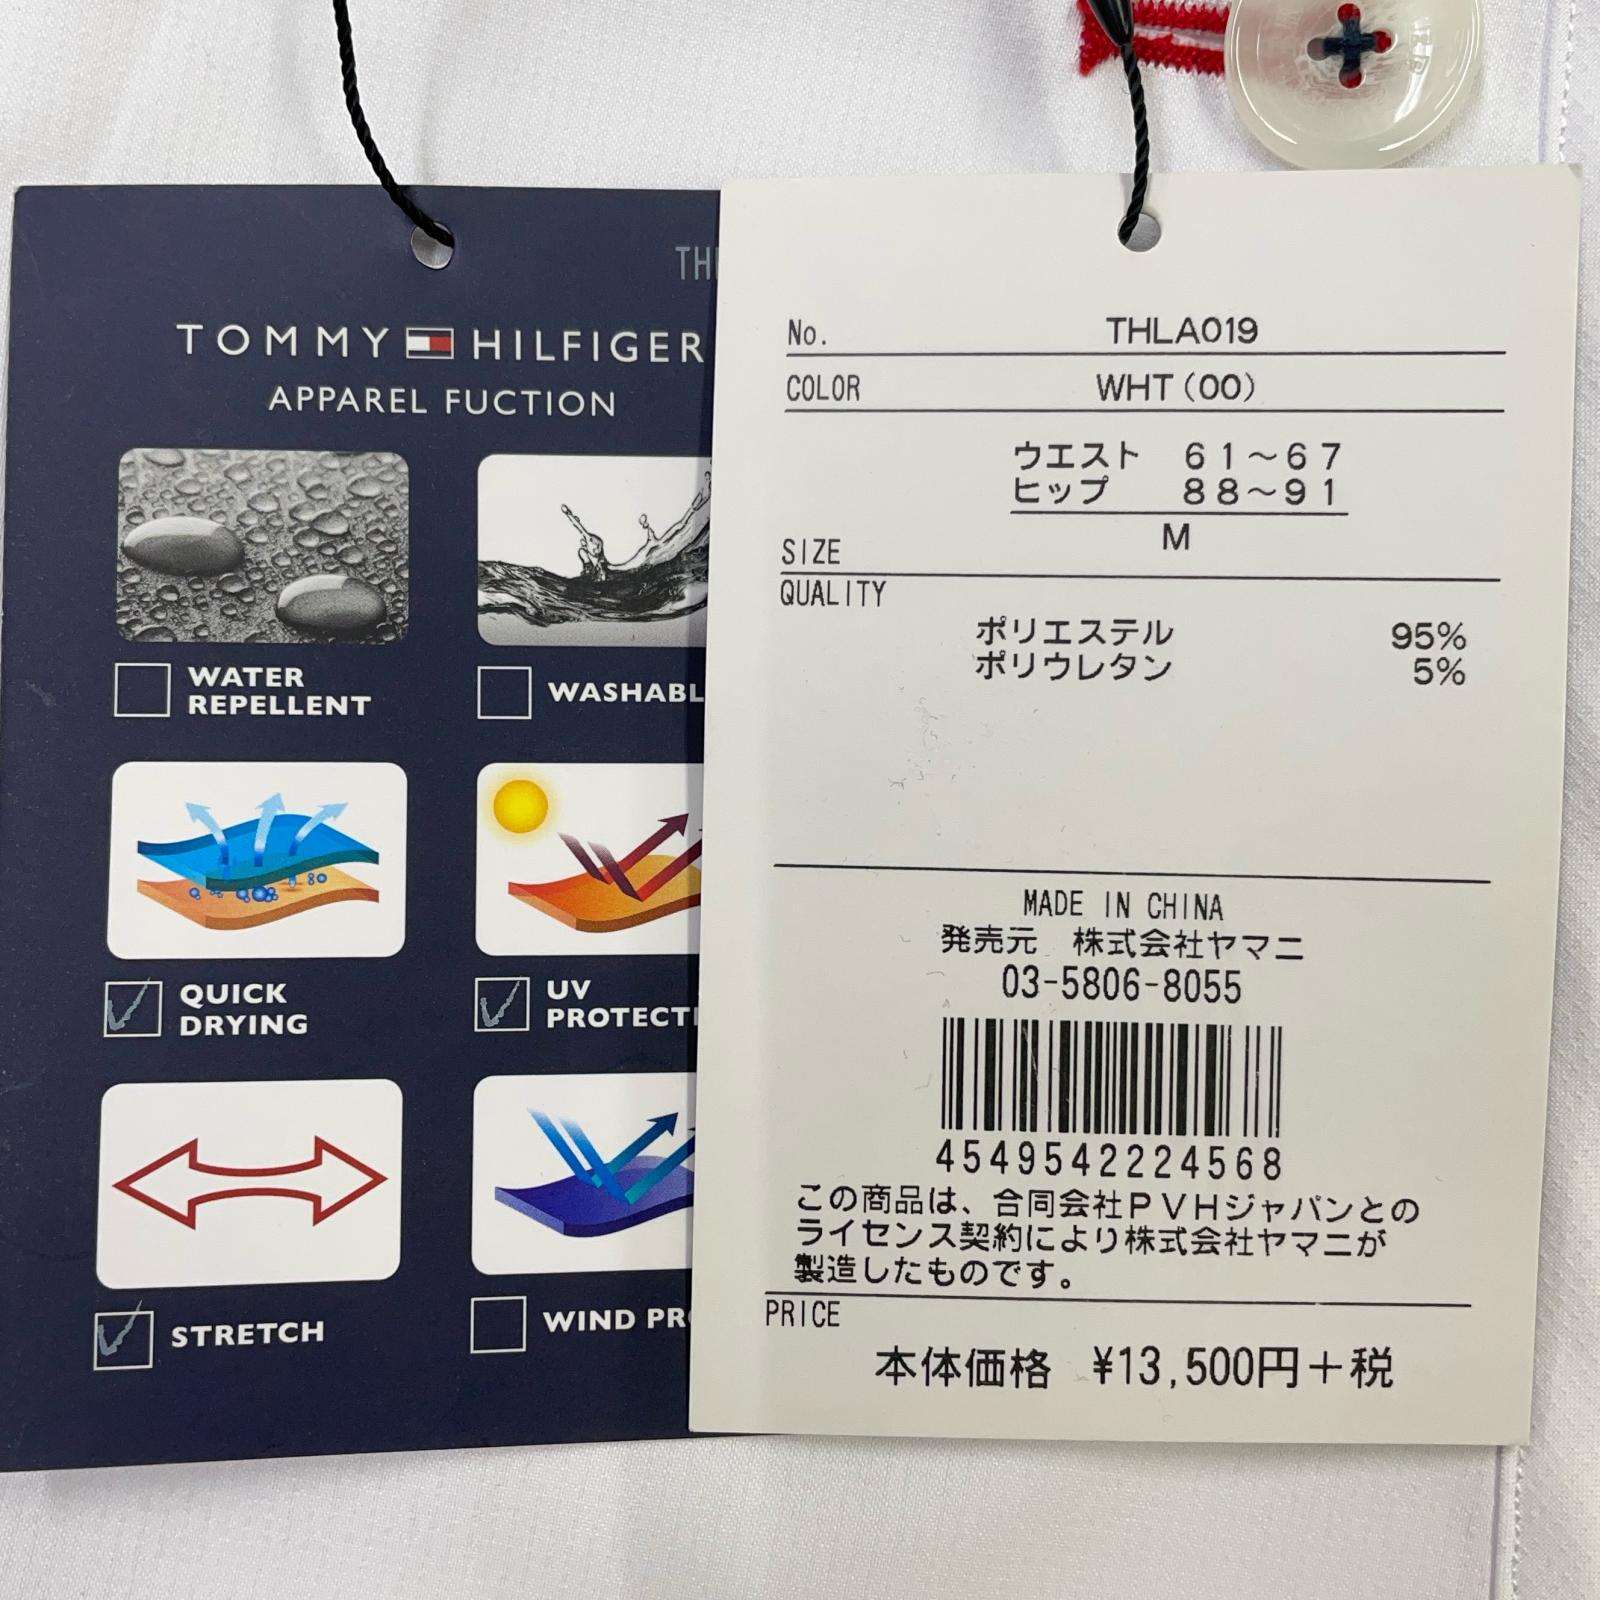 TOMMY HILFIGER
APPAREL FUCTION
WATER
REPELLENT
QUICK
DRYING
UV
STRETCH
WIND
No. THLA019
COLOR WHT(00)
ウエスト 61~67
ヒップ 88~91
M
SIZE
QUALITY
ポリエステル 95%
ポリウレタン 5%
MADE IN CHINA
発売元 株式会社ヤマニ
03-5806-8055
4549542224568
この商品は、合同会社PVHジャパンとの
ライセンス契約により株式会社ヤマニが
製造したものです。
PRICE
本体価格 ¥13,500円+税